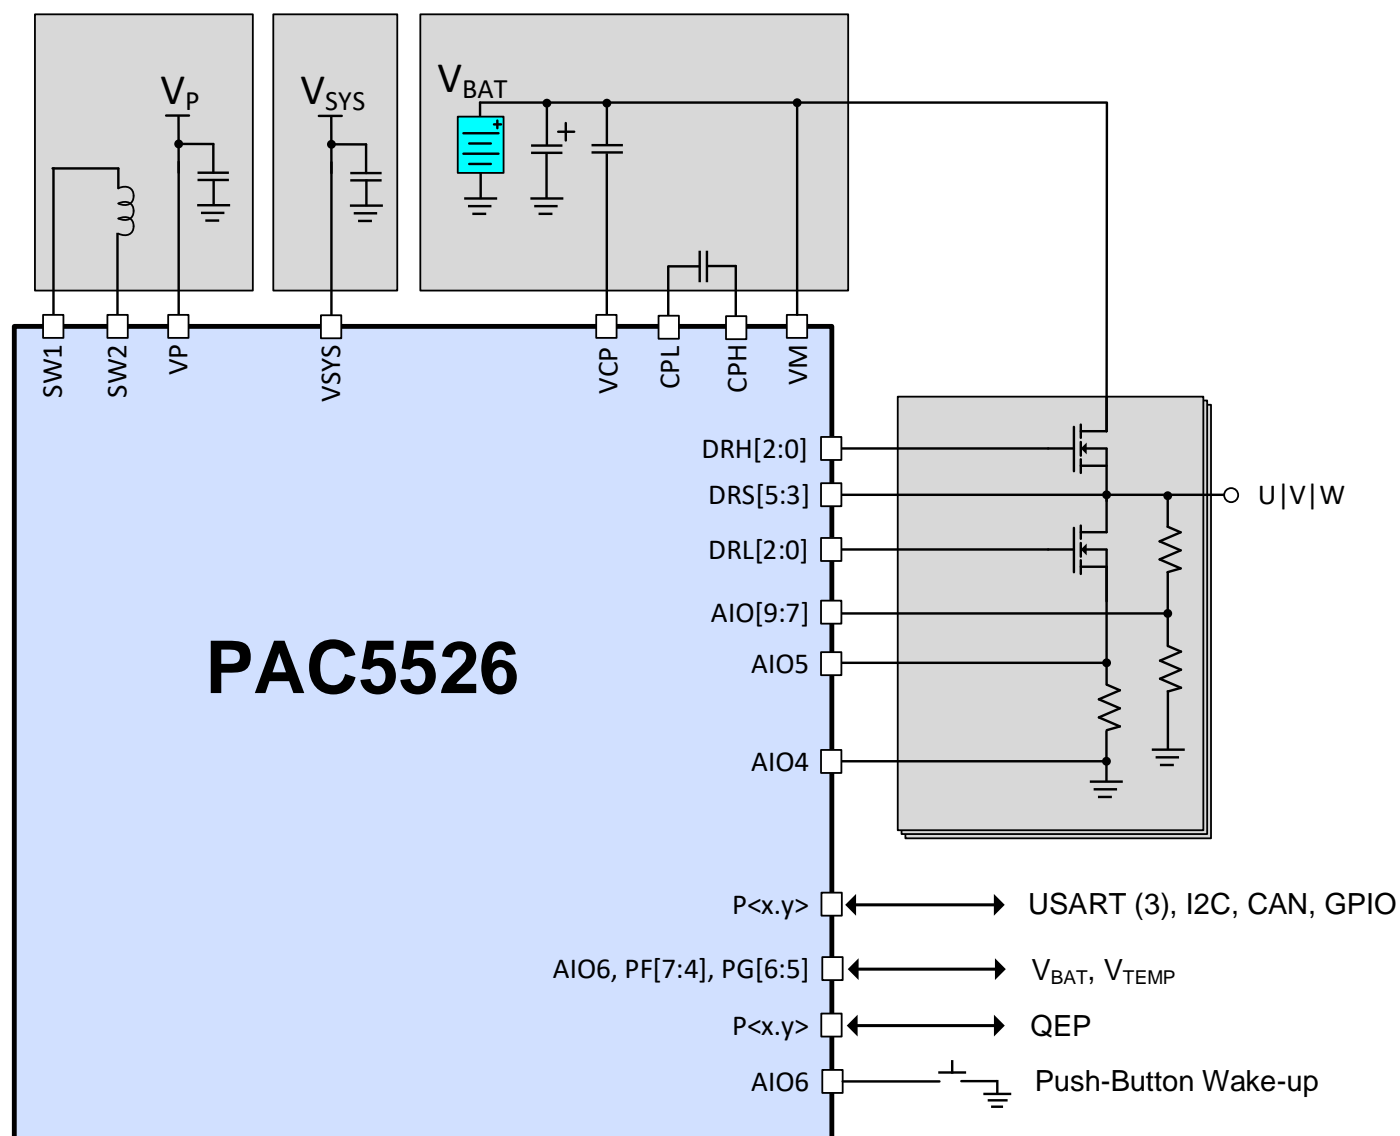 VP
VSYS
VBAT
+
+
SW1
SW2
VP
VSYS
VCP
CPL
CPH
VM
DRH[2:0]
DRS[5:3]
U|V|W
DRL[2:0]
AIO[9:7]
PAC5526
AIO5
AIO4
P<x.y>
USART (3), I2C, CAN, GPIO
AIO6, PF[7:4], PG[6:5]
VBAT, VTEMP
P<x.y>
QEP
AIO6
Push-Button Wake-up